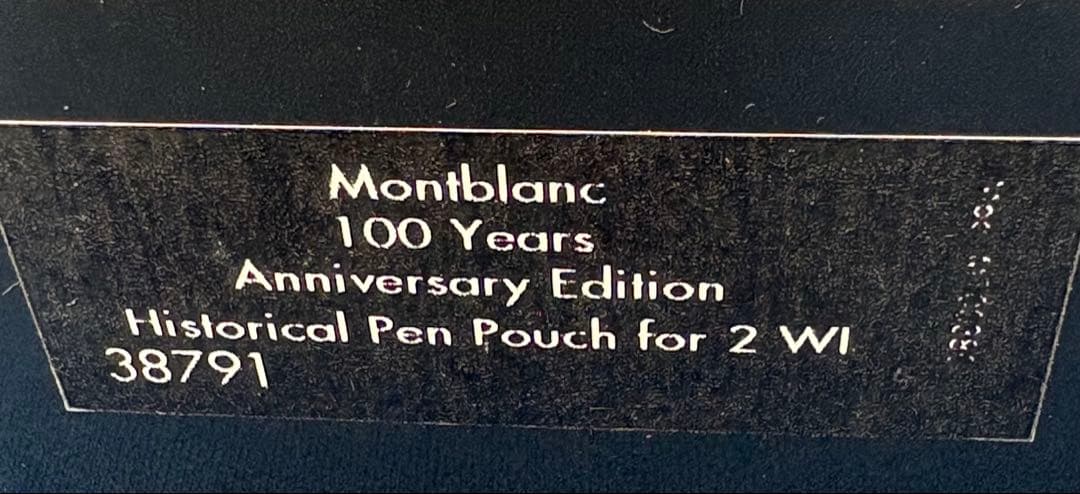 Montblanc
100 Years
Anniversary Edition
Historical Pen Pouch for 2 WI
38791